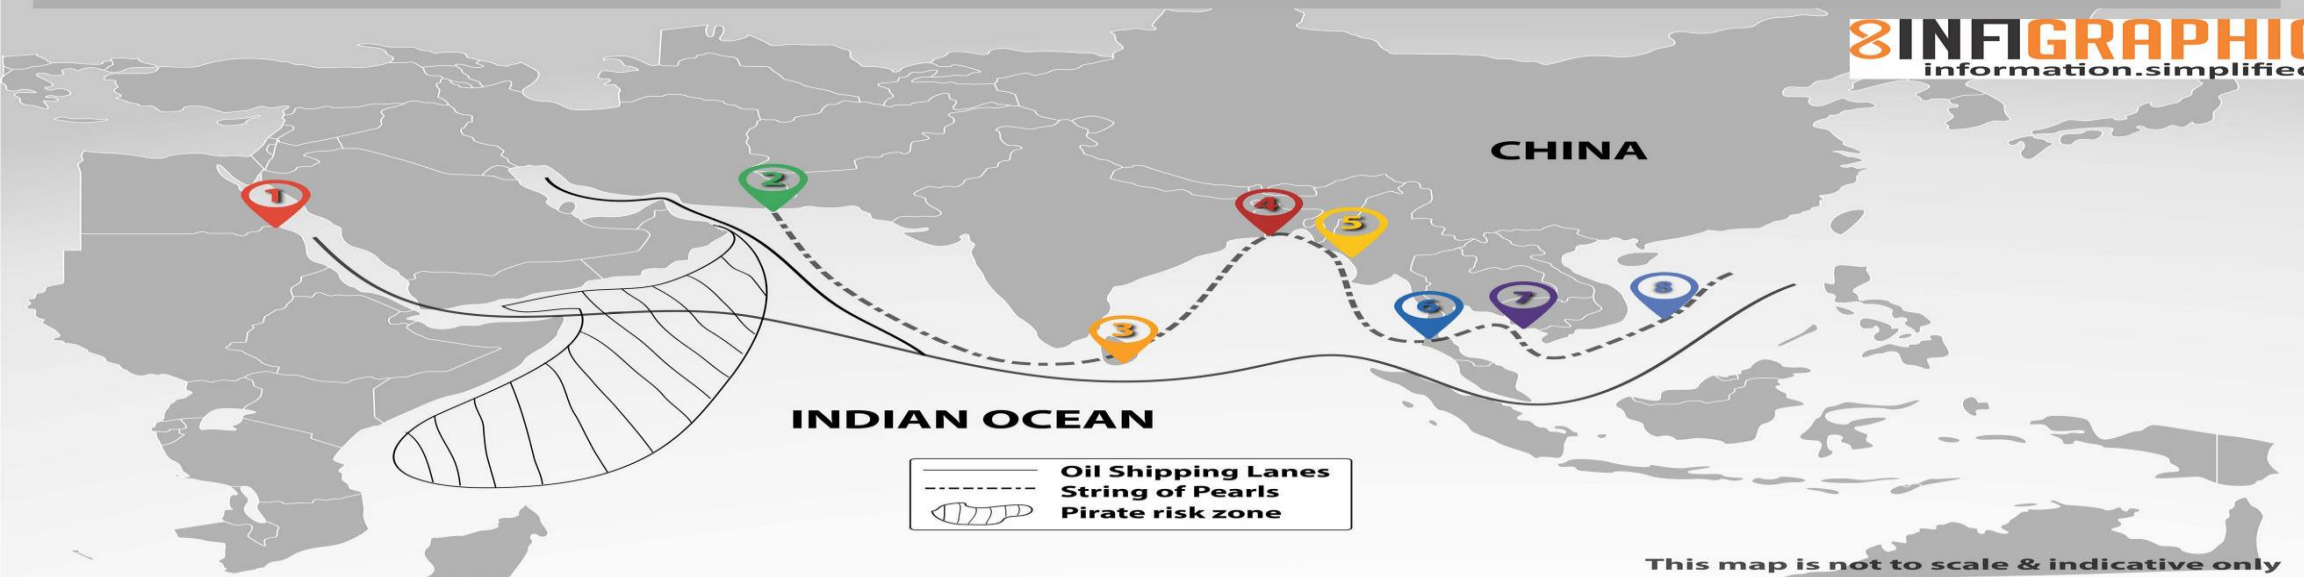 8INFIGRAPHIC
information.simplified
CHINA
1
2
3
4
5
6
7
8
INDIAN OCEAN
Oil Shipping Lanes
String of Pearls
Pirate risk zone
This map is not to scale & indicative only